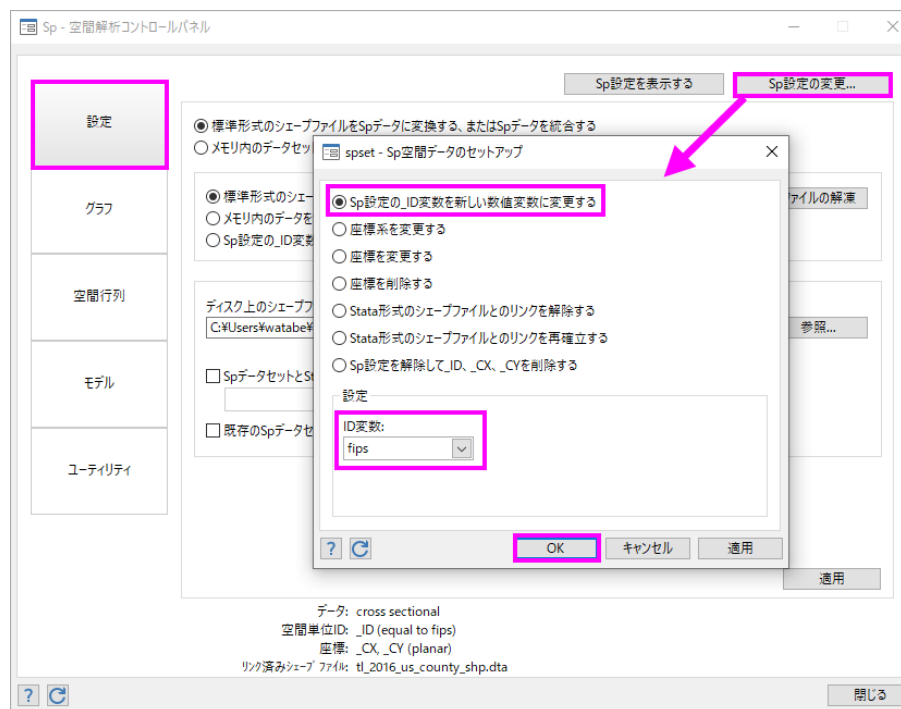 Sp - 空間解析コントロールパネル
Sp設定を表示する
Sp設定の変更...
設定
グラフ
空間行列
モデル
ユーティリティ
標準形式のシェープファイルをSpデータに変換する、またはSpデータを統合する
メモリ内のデータセッ
標準形式のシェー
メモリ内のデータを
Sp設定の_ID変数
ァイルの解凍
ディスク上のシェープフ
C:¥Users¥watabe¥
参照...
SpデータセットとSt
既存のSpデータセ
spset - Sp空間データのセットアップ
Sp設定の_ID変数を新しい数値変数に変更する
座標系を変更する
座標を変更する
座標を削除する
Stata形式のシェープファイルとのリンクを解除する
Stata形式のシェープファイルとのリンクを再確立する
Sp設定を解除して_ID、_CX、_CYを削除する
設定
ID変数:
fips
?
OK
キャンセル
適用
適用
データ: cross sectional
空間単位ID: _ID (equal to fips)
座標: _CX, _CY (planar)
リンク済みシェープファイル: tl_2016_us_county_shp.dta
?
閉じる